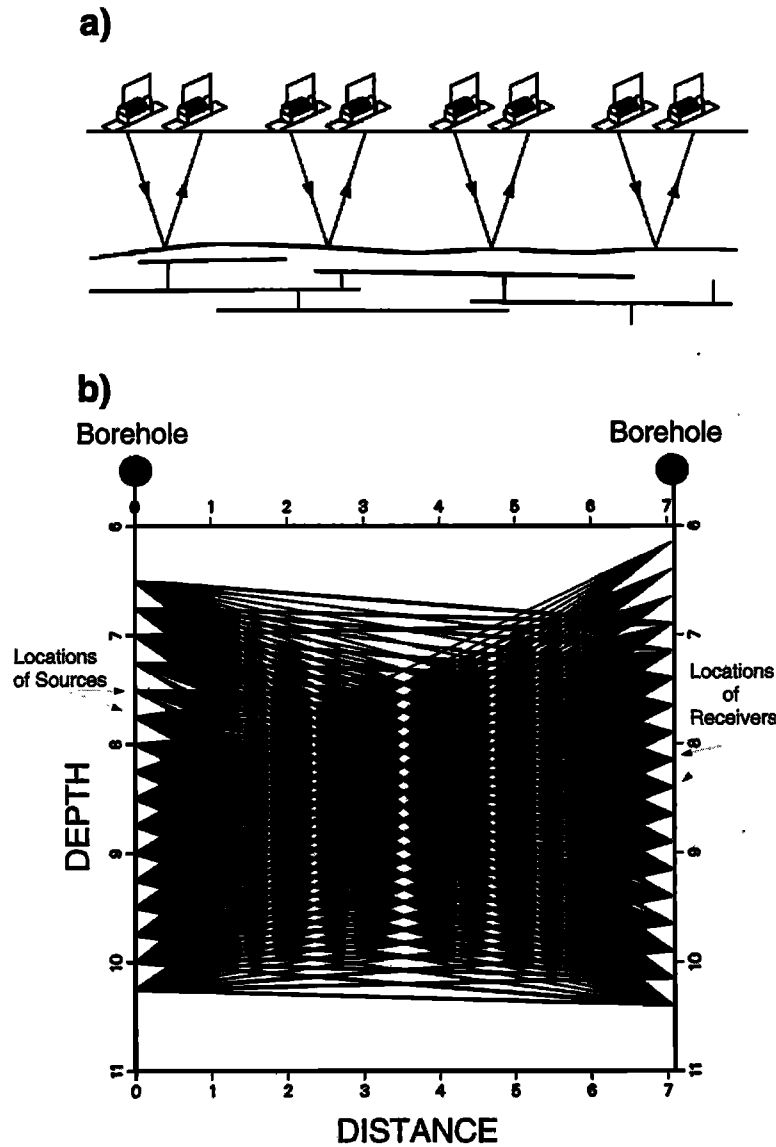 a)
b)
Borehole
Borehole
0 1 2 3 4 5 6 7
6
7
8
9
10
11
6
7
8
9
10
11
Locations
of Sources
Locations
of
Receivers
DEPTH
0 1 2 3 4 5 6 7
DISTANCE